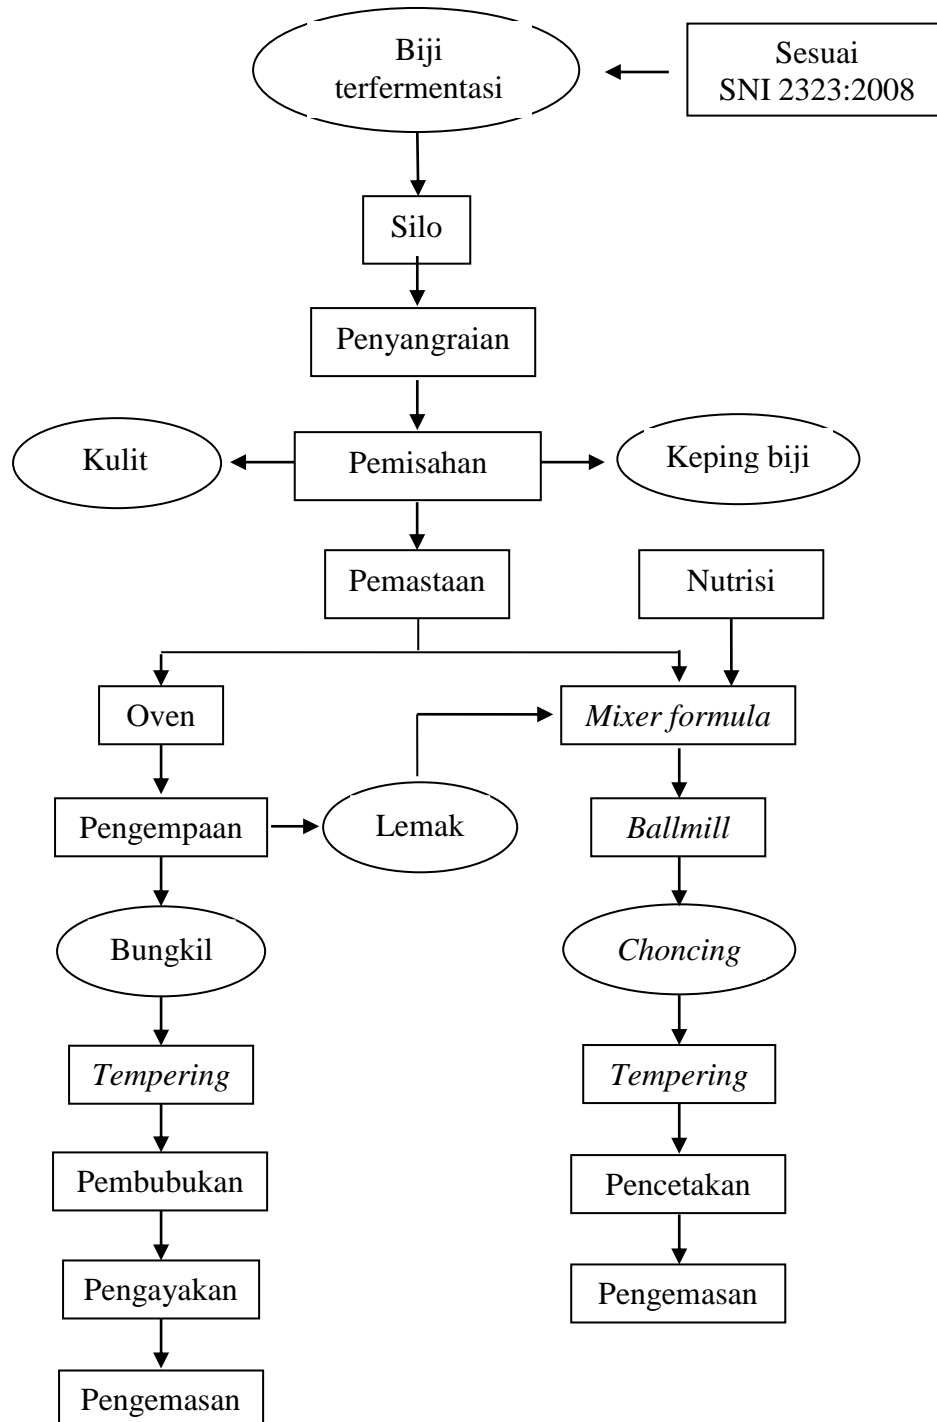 Biji
terfermentasi
Sesuai
SNI 2323:2008
Silo
Penyangraian
Kulit
Pemisahan
Keping biji
Pemastaan
Nutrisi
Oven
Mixer formula
Pengempaan
Lemak
Ballmill
Bungkil
Choncing
Tempering
Tempering
Pembubukan
Pencetakan
Pengayakan
Pengemasan
Pengemasan